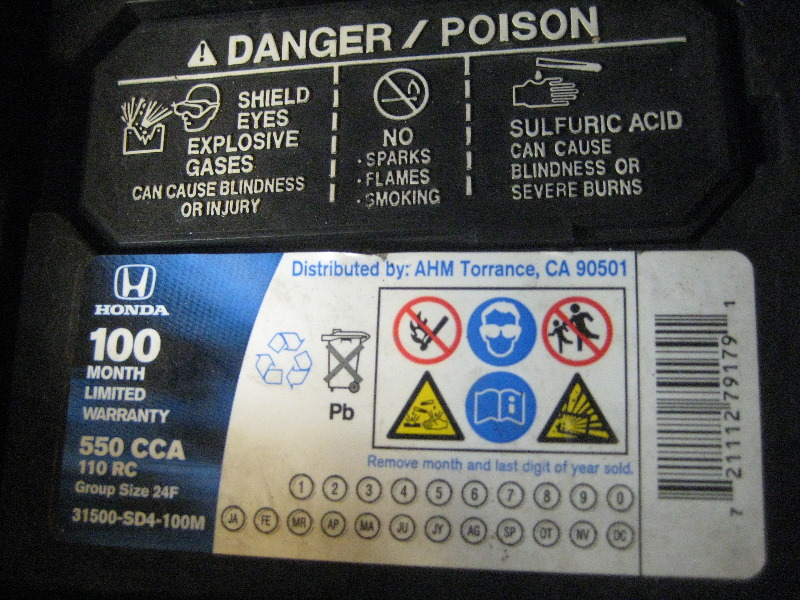 DANGER / POISON
SHIELD
EYES
EXPLOSIVE
GASES
CAN CAUSE BLINDNESS
OR INJURY
NO
• SPARKS
• FLAMES
• SMOKING
SULFURIC ACID
CAN CAUSE
BLINDNESS OR
SEVERE BURNS
HONDA
100
MONTH
LIMITED
WARRANTY
550 CCA
110 RC
Group Size 24F
31500-SD4-100M
Distributed by: AHM Torrance, CA 90501
Pb
Remove month and last digit of year sold.
1 2 3 4 5 6 7 8 9 0
JA FE MR AP MA JU JY AG SP OT NV DC
7 21112 79179 1